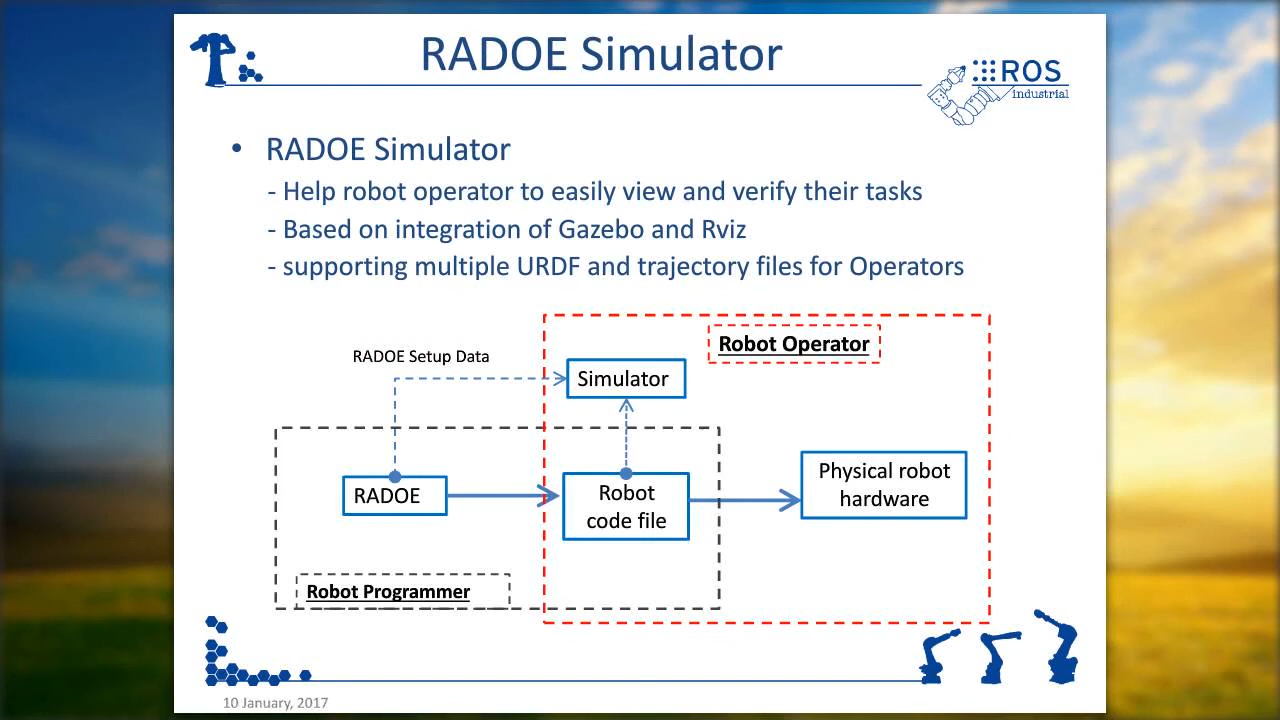 RADOE Simulator
ROS
industrial
• RADOE Simulator
- Help robot operator to easily view and verify their tasks
- Based on integration of Gazebo and Rviz
- supporting multiple URDF and trajectory files for Operators
Robot Operator
RADOE Setup Data
Simulator
RADOE
Robot
code file
Physical robot
hardware
Robot Programmer
10 January, 2017